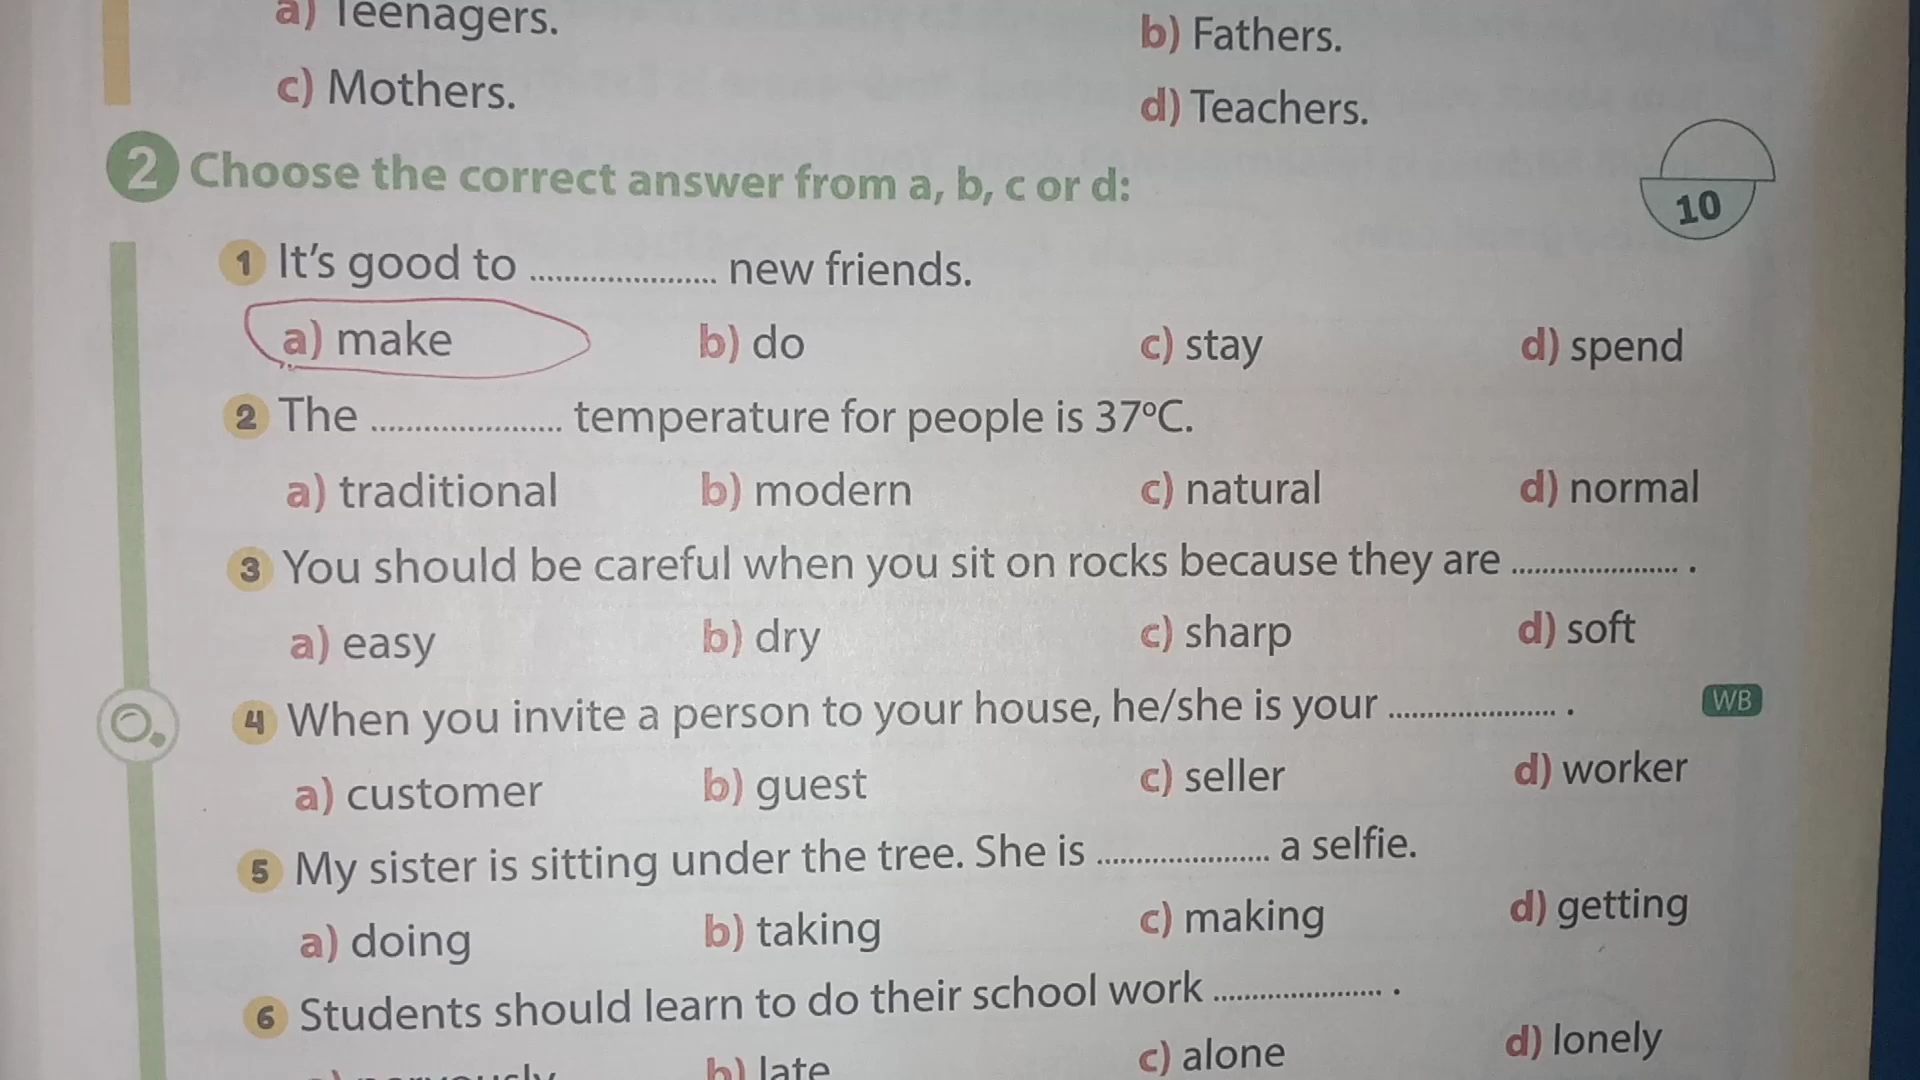 a) Teenagers. b) Fathers.
c) Mothers. d) Teachers.
2 Choose the correct answer from a, b, c or d:
10
1 It's good to .................... new friends.
a) make b) do c) stay d) spend
2 The .................... temperature for people is 37°C.
a) traditional b) modern c) natural d) normal
3 You should be careful when you sit on rocks because they are .................... .
a) easy b) dry c) sharp d) soft
4 When you invite a person to your house, he/she is your .................... . WB
a) customer b) guest c) seller d) worker
5 My sister is sitting under the tree. She is .................... a selfie.
a) doing b) taking c) making d) getting
6 Students should learn to do their school work .................... .
a) nervously b) late c) alone d) lonely